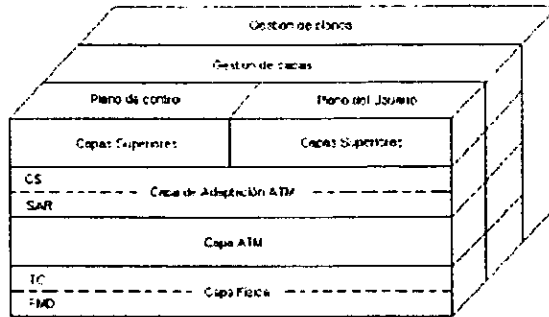 Gestion de planos
Gestion de capas
Plano de control
Plano del Usuario
Capas Superiores
Capas Superiores
CS
Capa de Adaptación ATM
SAR
Capa ATM
TC
Capa Fisica
PMD